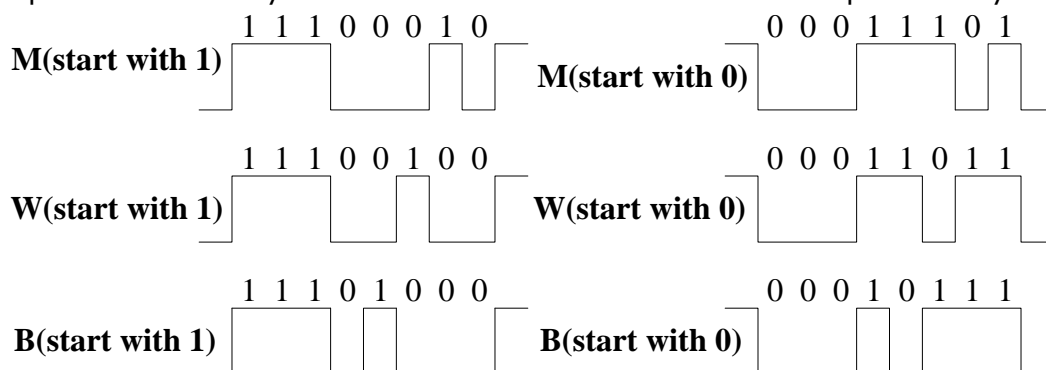 1 1 1 0 0 0 1 0
0 0 0 1 1 1 0 1
M(start with 1)
M(start with 0)
1 1 1 0 0 1 0 0
0 0 0 1 1 0 1 1
W(start with 1)
W(start with 0)
1 1 1 0 1 0 0 0
0 0 0 1 0 1 1 1
B(start with 1)
B(start with 0)